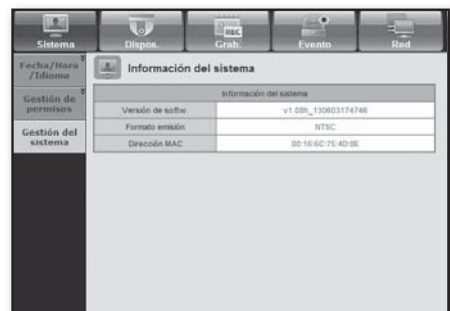 Sistema Dispos. Grab. Evento Red
REC
Fecha/Hora
/Idioma
Gestión de
permisos
Gestión del
sistema
Información del sistema
Información del sistema
Versión de softw. v1.08h_130603174746
Formato emisión NTSC
Dirección MAC 00:16:6C:75:4D:8E